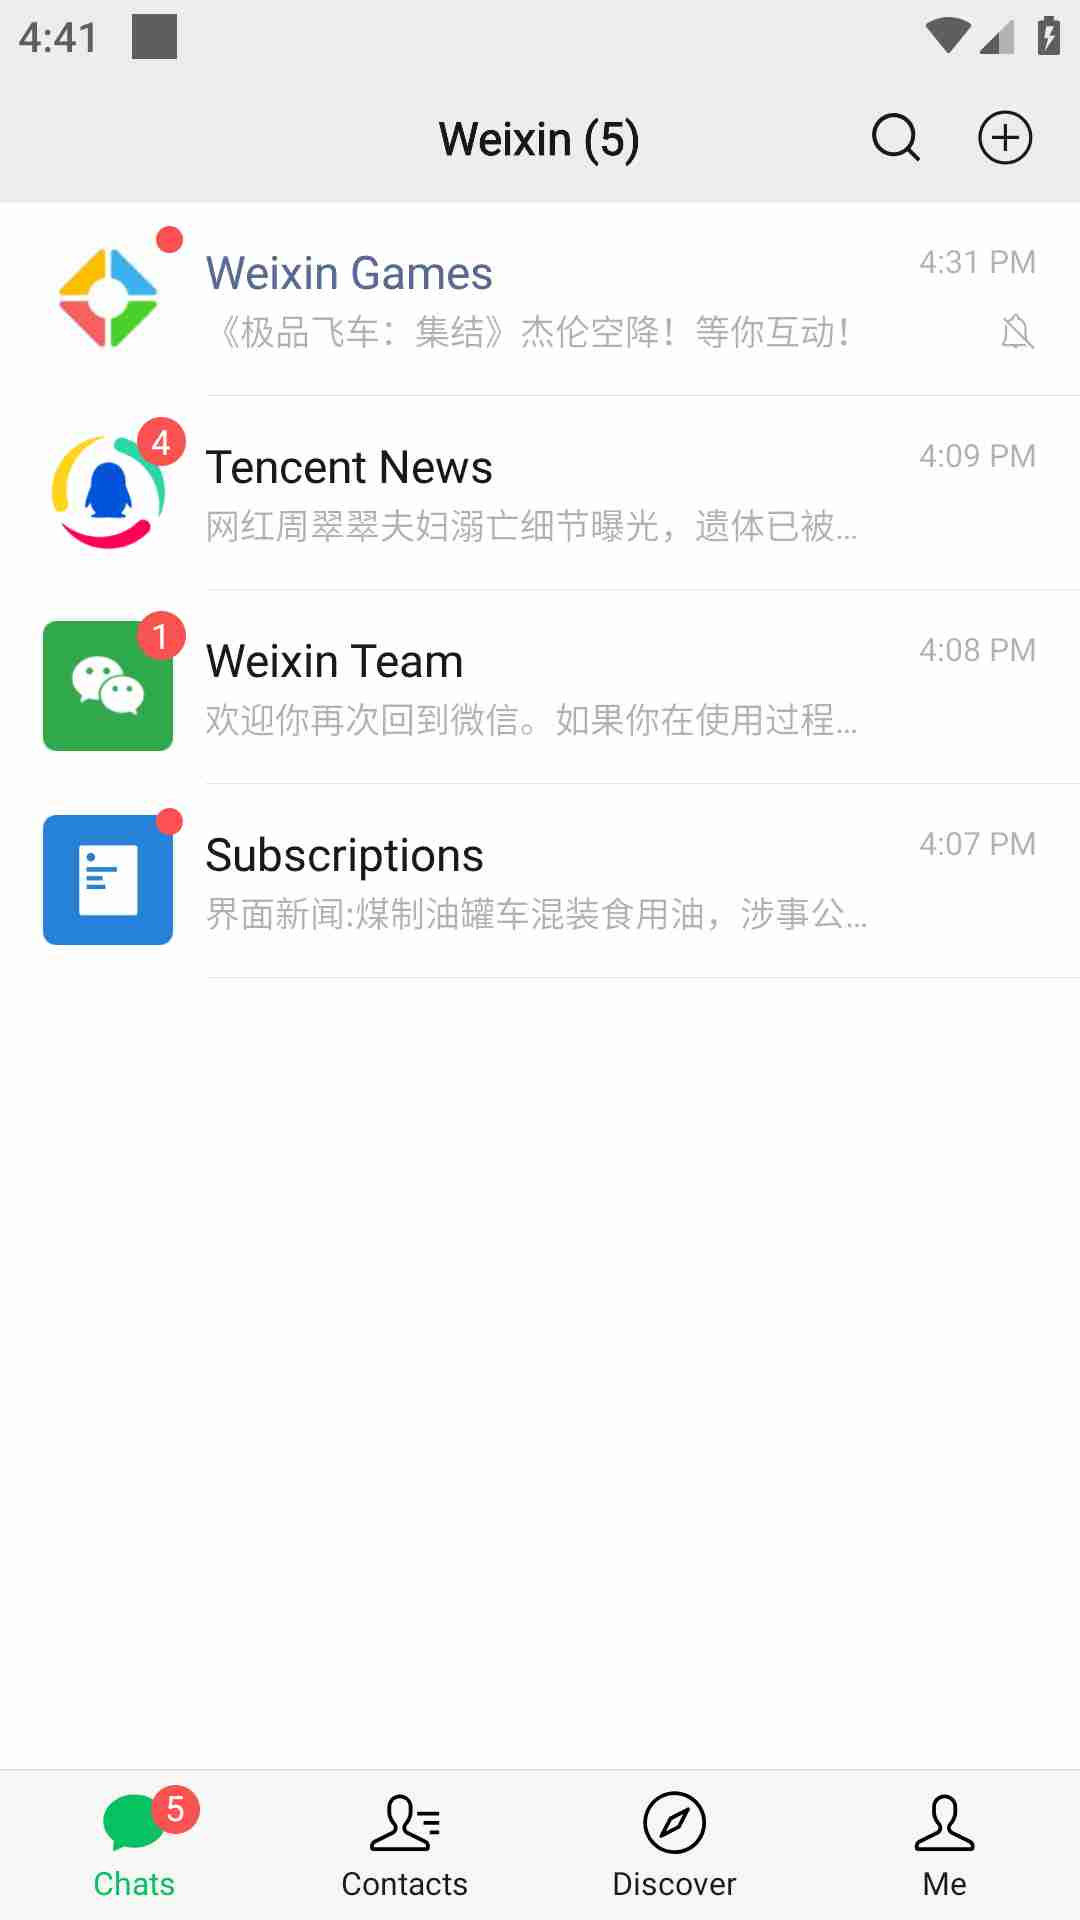 4:41
Weixin (5)
Weixin Games
4:31 PM
《极品飞车：集结》杰伦空降！等你互动！
4
Tencent News
4:09 PM
网红周翠翠夫妇溺亡细节曝光，遗体已被...
1
Weixin Team
4:08 PM
欢迎你再次回到微信。如果你在使用过程...
Subscriptions
4:07 PM
界面新闻:煤制油罐车混装食用油，涉事公...
5
Chats
Contacts
Discover
Me